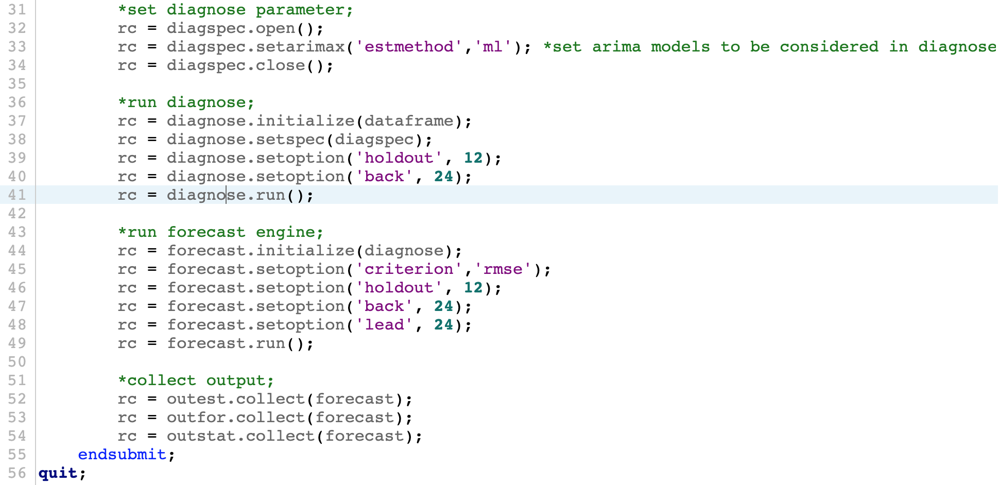 31 *set diagnose parameter;
32 rc = diagspec.open();
33 rc = diagspec.setarimax('estmethod','ml'); *set arima models to be considered in diagnose
34 rc = diagspec.close();
35
36 *run diagnose;
37 rc = diagnose.initialize(dataframe);
38 rc = diagnose.setspec(diagspec);
39 rc = diagnose.setoption('holdout', 12);
40 rc = diagnose.setoption('back', 24);
41 rc = diagnose.run();
42
43 *run forecast engine;
44 rc = forecast.initialize(diagnose);
45 rc = forecast.setoption('criterion','rmse');
46 rc = forecast.setoption('holdout', 12);
47 rc = forecast.setoption('back', 24);
48 rc = forecast.setoption('lead', 24);
49 rc = forecast.run();
50
51 *collect output;
52 rc = outest.collect(forecast);
53 rc = outfor.collect(forecast);
54 rc = outstat.collect(forecast);
55 endsubmit;
56 quit;